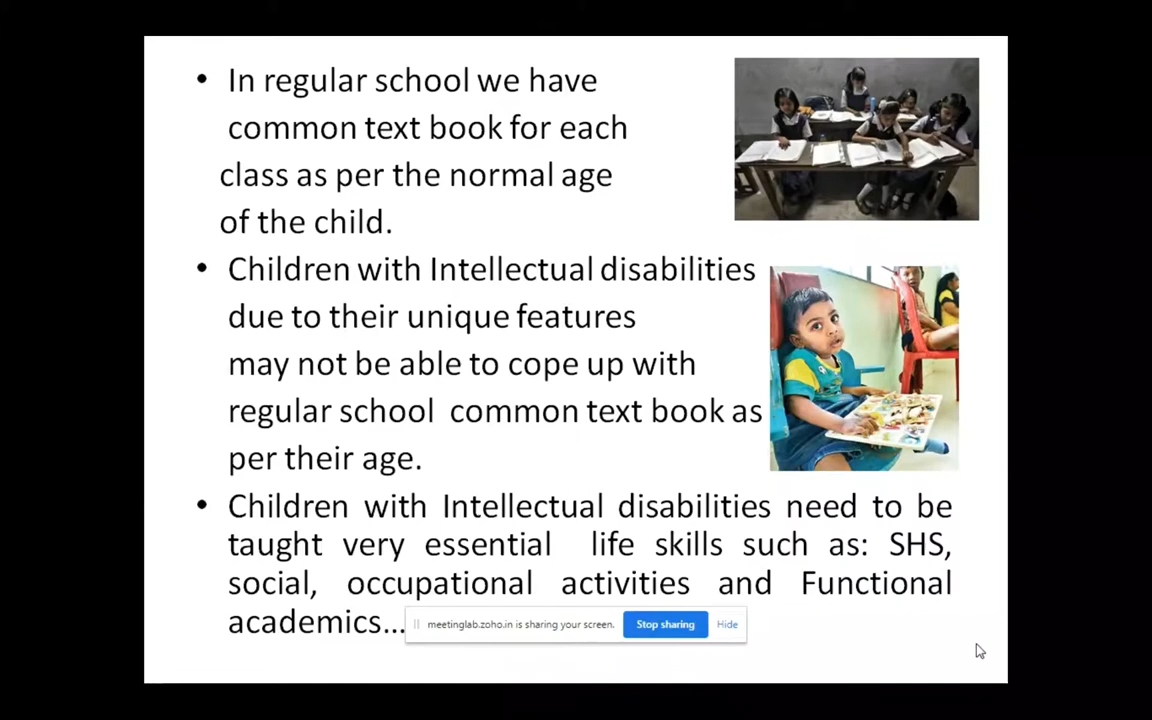 • In regular school we have
common text book for each
class as per the normal age
of the child.
• Children with Intellectual disabilities
due to their unique features
may not be able to cope up with
regular school common text book as
per their age.
• Children with Intellectual disabilities need to be
taught very essential life skills such as: SHS,
social, occupational activities and Functional
academics...
meetinglab.zoho.in is sharing your screen. Stop sharing Hide